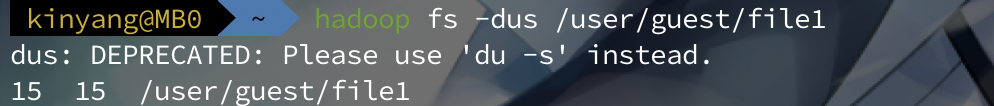 kinyang@MB0 ~ hadoop fs -dus /user/guest/file1
dus: DEPRECATED: Please use 'du -s' instead.
15  15  /user/guest/file1